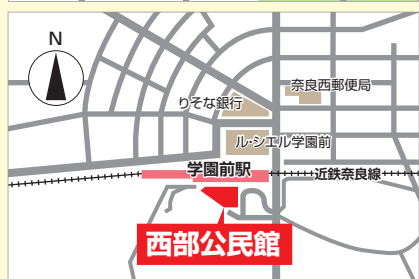 N
奈良西郵便局
りそな銀行
ル・シエル学園前
学園前駅
近鉄奈良線
西部公民館